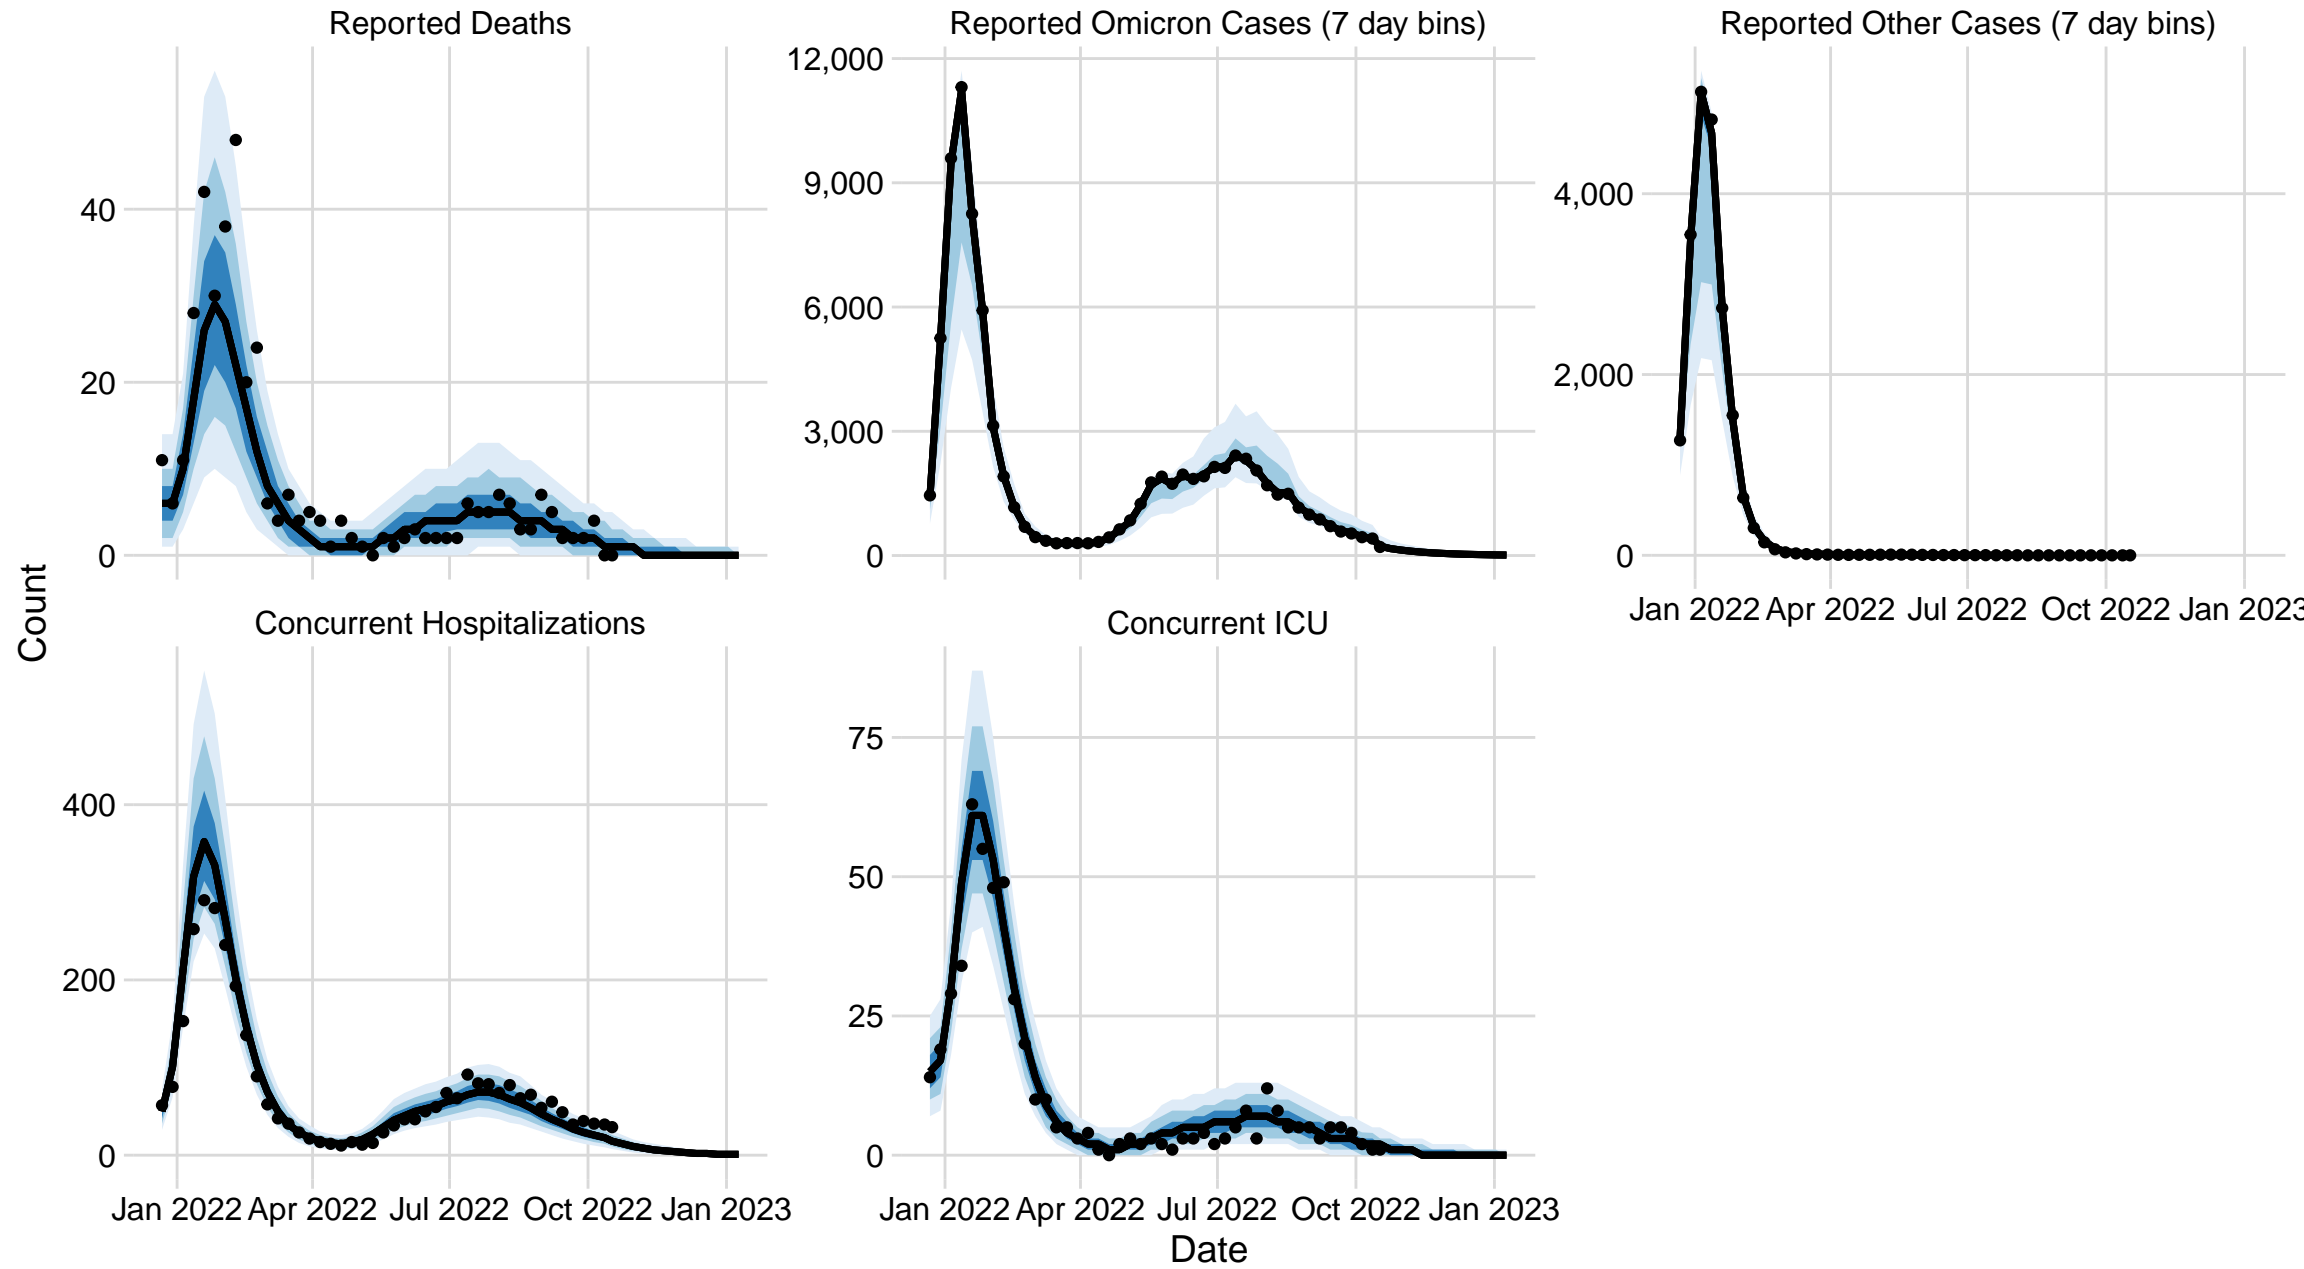 Reported Deaths
Reported Omicron Cases (7 day bins)
Reported Other Cases (7 day bins)
40
20
0
12,000
9,000
6,000
3,000
0
4,000
2,000
0
Jan 2022 Apr 2022 Jul 2022 Oct 2022 Jan 2023
Count
Concurrent Hospitalizations
Concurrent ICU
400
200
0
75
50
25
0
Jan 2022 Apr 2022 Jul 2022 Oct 2022 Jan 2023
Jan 2022 Apr 2022 Jul 2022 Oct 2022 Jan 2023
Date